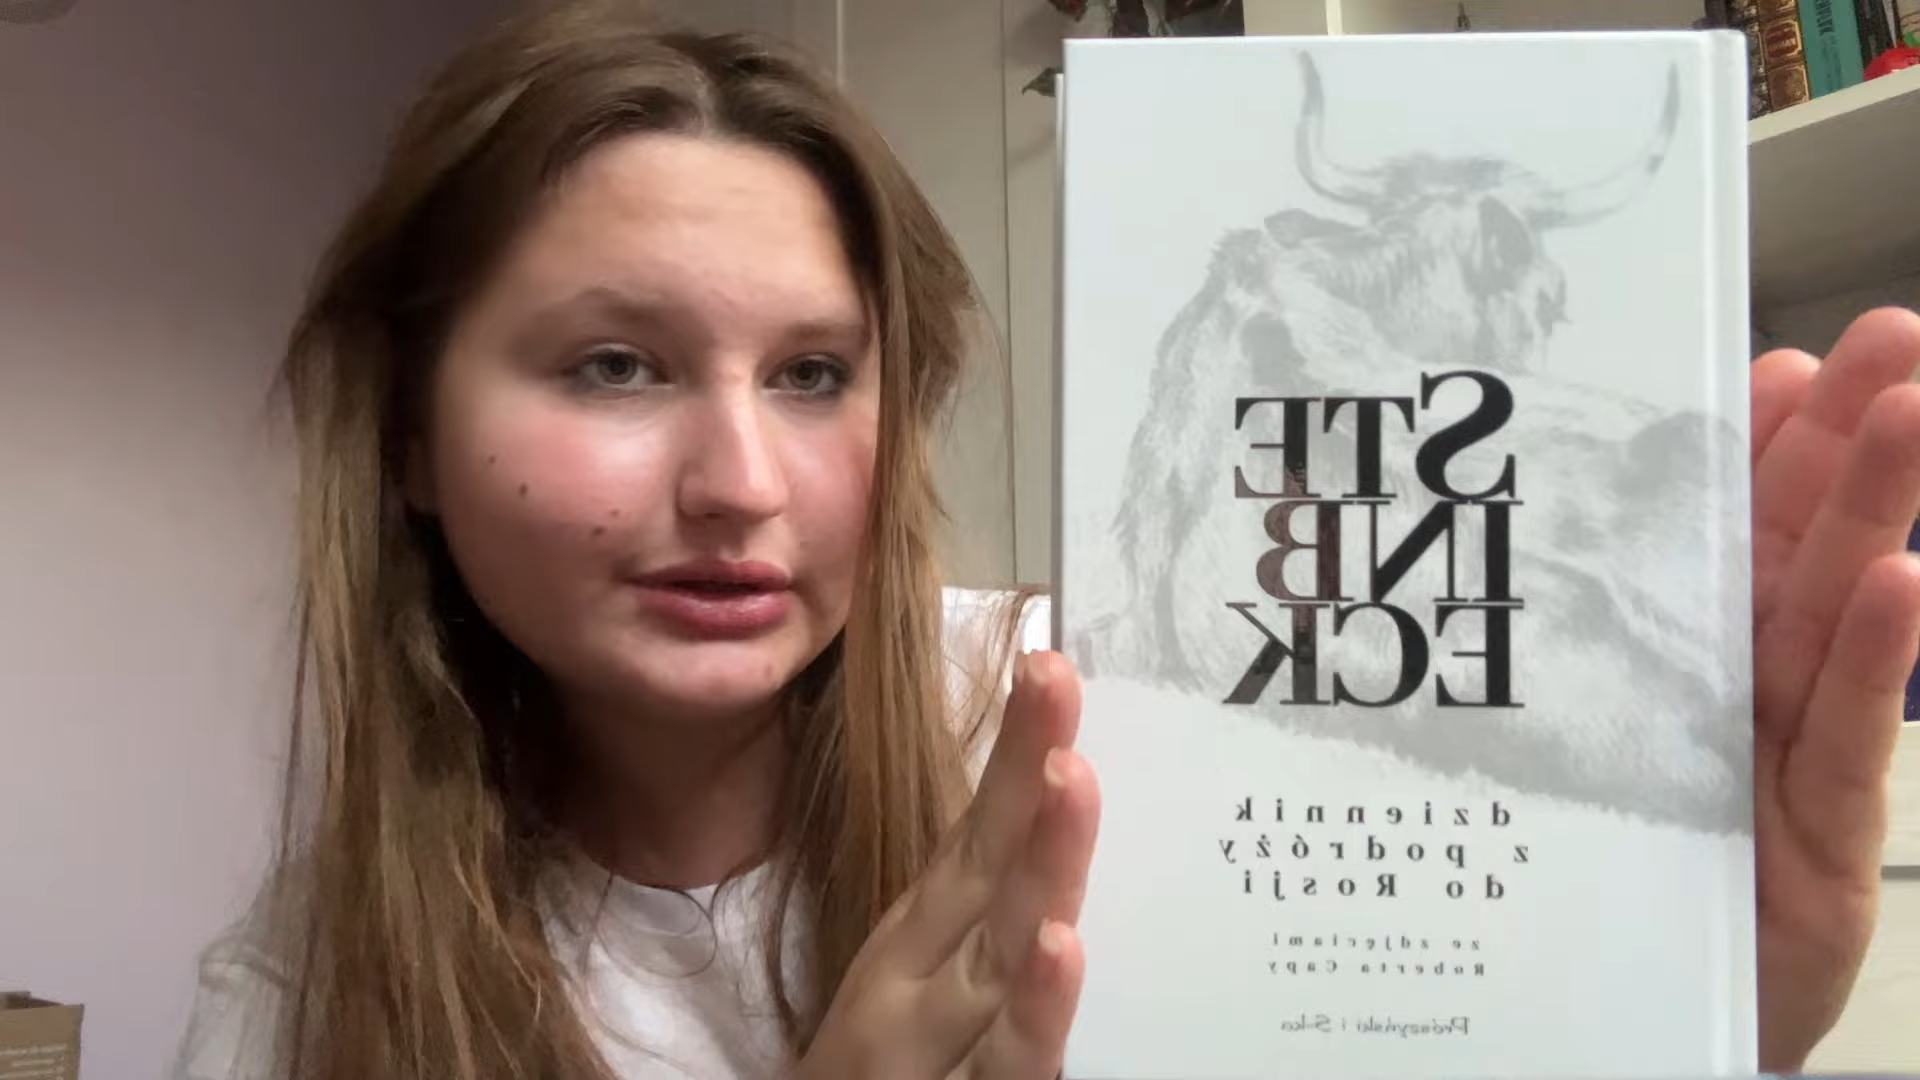 STE
INB
ECK
dziennik
z podróży
do Rosji
ze zdjęciami
Roberta Capy
Prószyński i S-ka